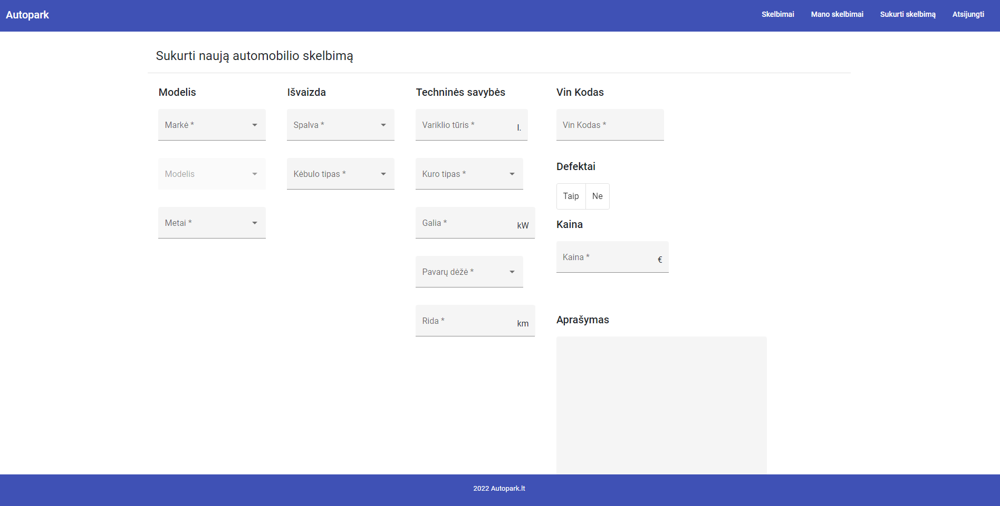 Autopark
Skelbimai
Mano skelbimai
Sukurti skelbimą
Atsijungti
Sukurti naują automobilio skelbimą
Modelis
Markė *
Modelis
Metai *
Išvaizda
Spalva *
Kėbulo tipas *
Techninės savybės
Variklio tūris *
l.
Kuro tipas *
Galia *
kW
Pavarų dėžė *
Rida *
km
Vin Kodas
Vin Kodas *
Defektai
Taip
Ne
Kaina
Kaina *
€
Aprašymas
2022 Autopark.lt